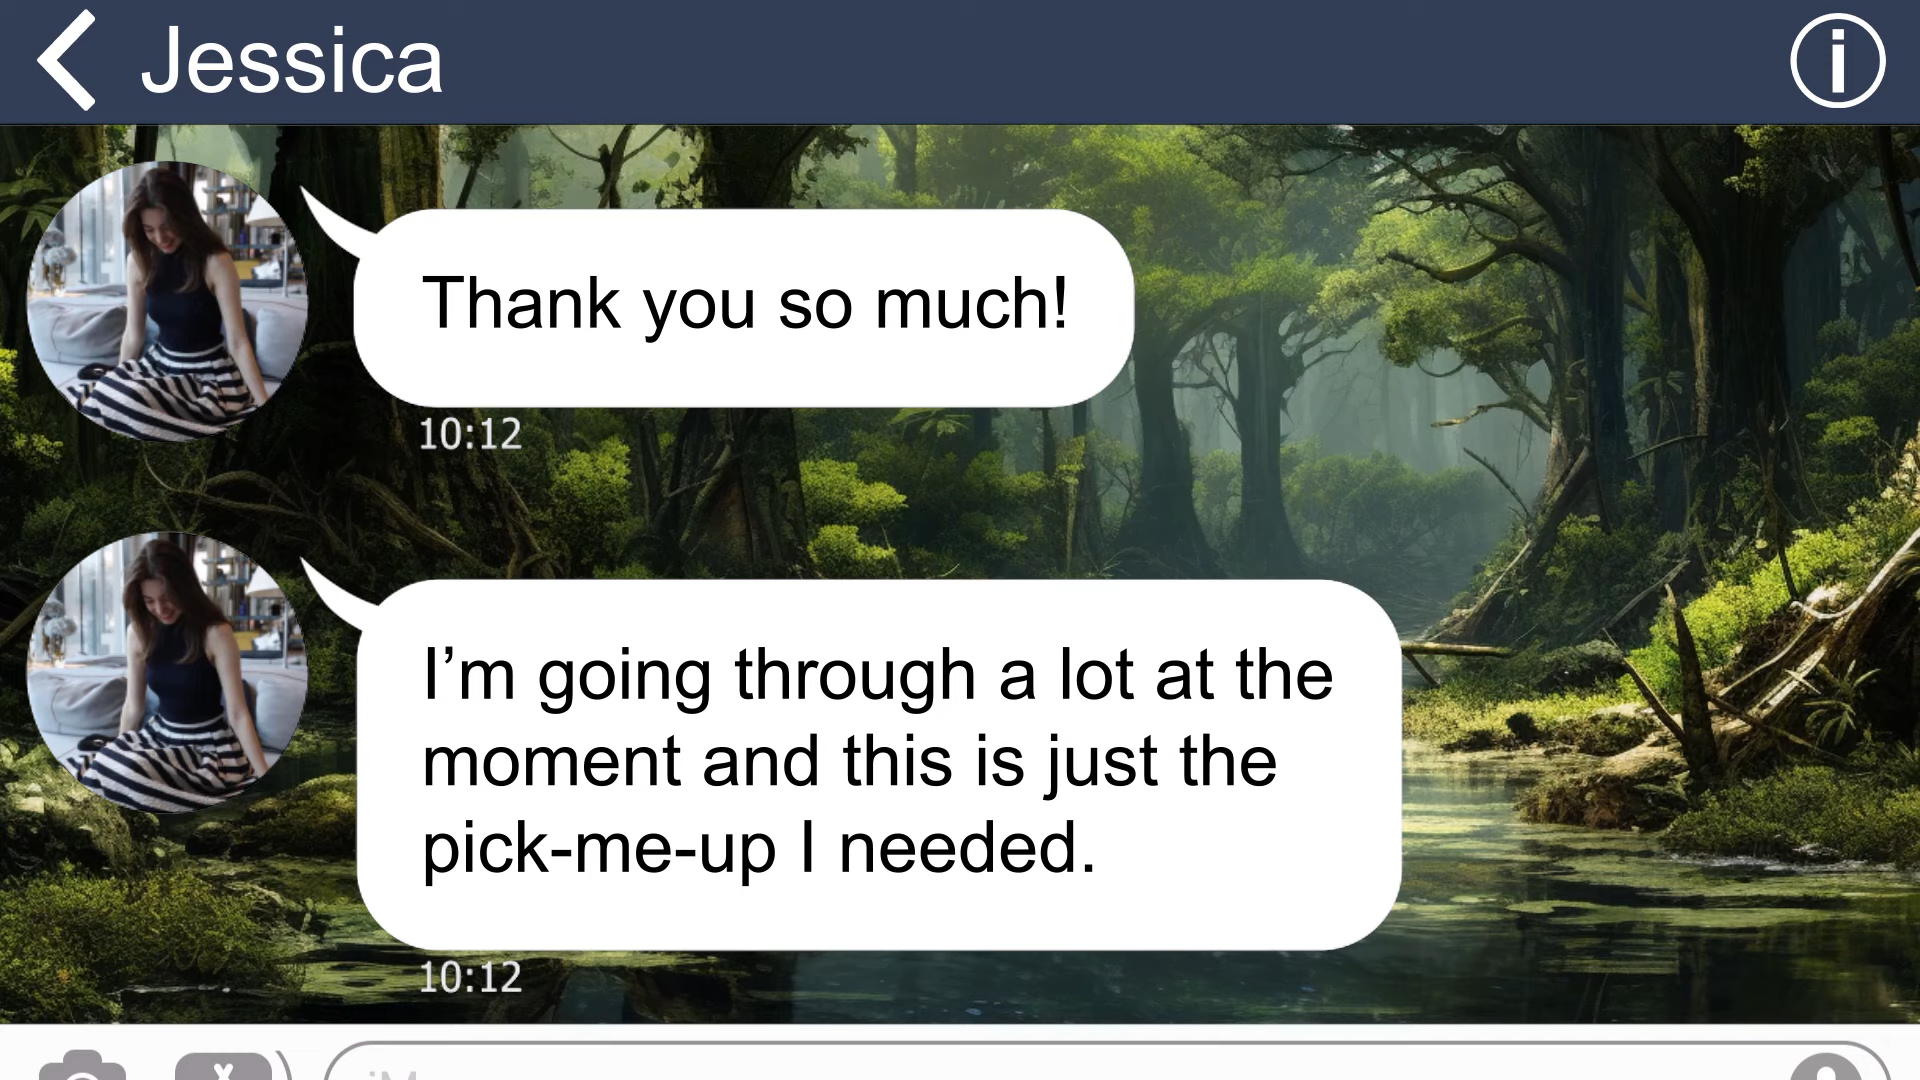 Jessica
Thank you so much!
10:12
I’m going through a lot at the
moment and this is just the
pick-me-up I needed.
10:12